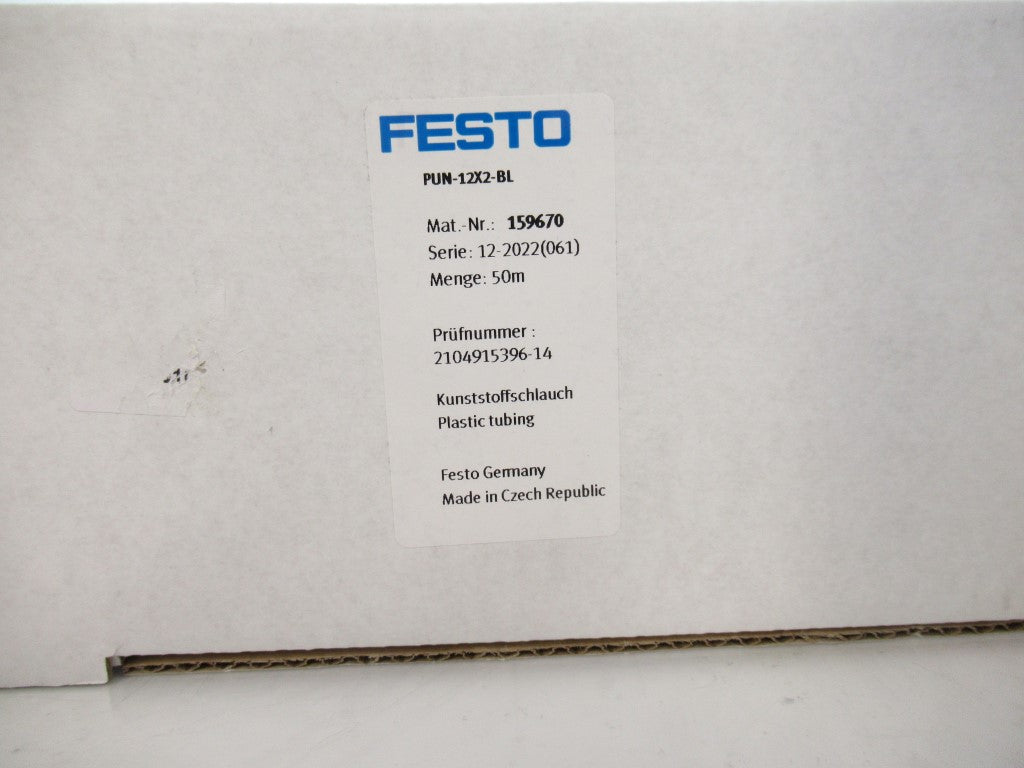 FESTO
PUN-12X2-BL
Mat.-Nr.: 159670
Serie: 12-2022(061)
Menge: 50m
Prüfnummer :
2104915396-14
Kunststoffschlauch
Plastic tubing
Festo Germany
Made in Czech Republic